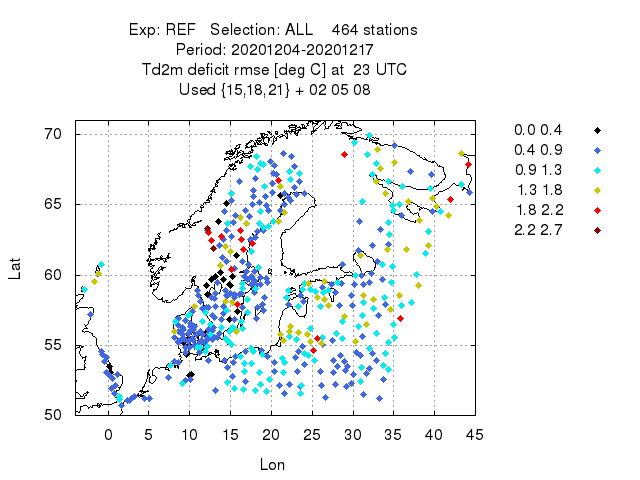 Exp: REF Selection: ALL 464 stations
Period: 20201204-20201217
Td2m deficit rmse [deg C] at 23 UTC
Used {15,18,21} + 02 05 08
0.0 0.4
0.4 0.9
0.9 1.3
1.3 1.8
1.8 2.2
2.2 2.7
70
65
60
55
50
Lat
0 5 10 15 20 25 30 35 40 45
Lon